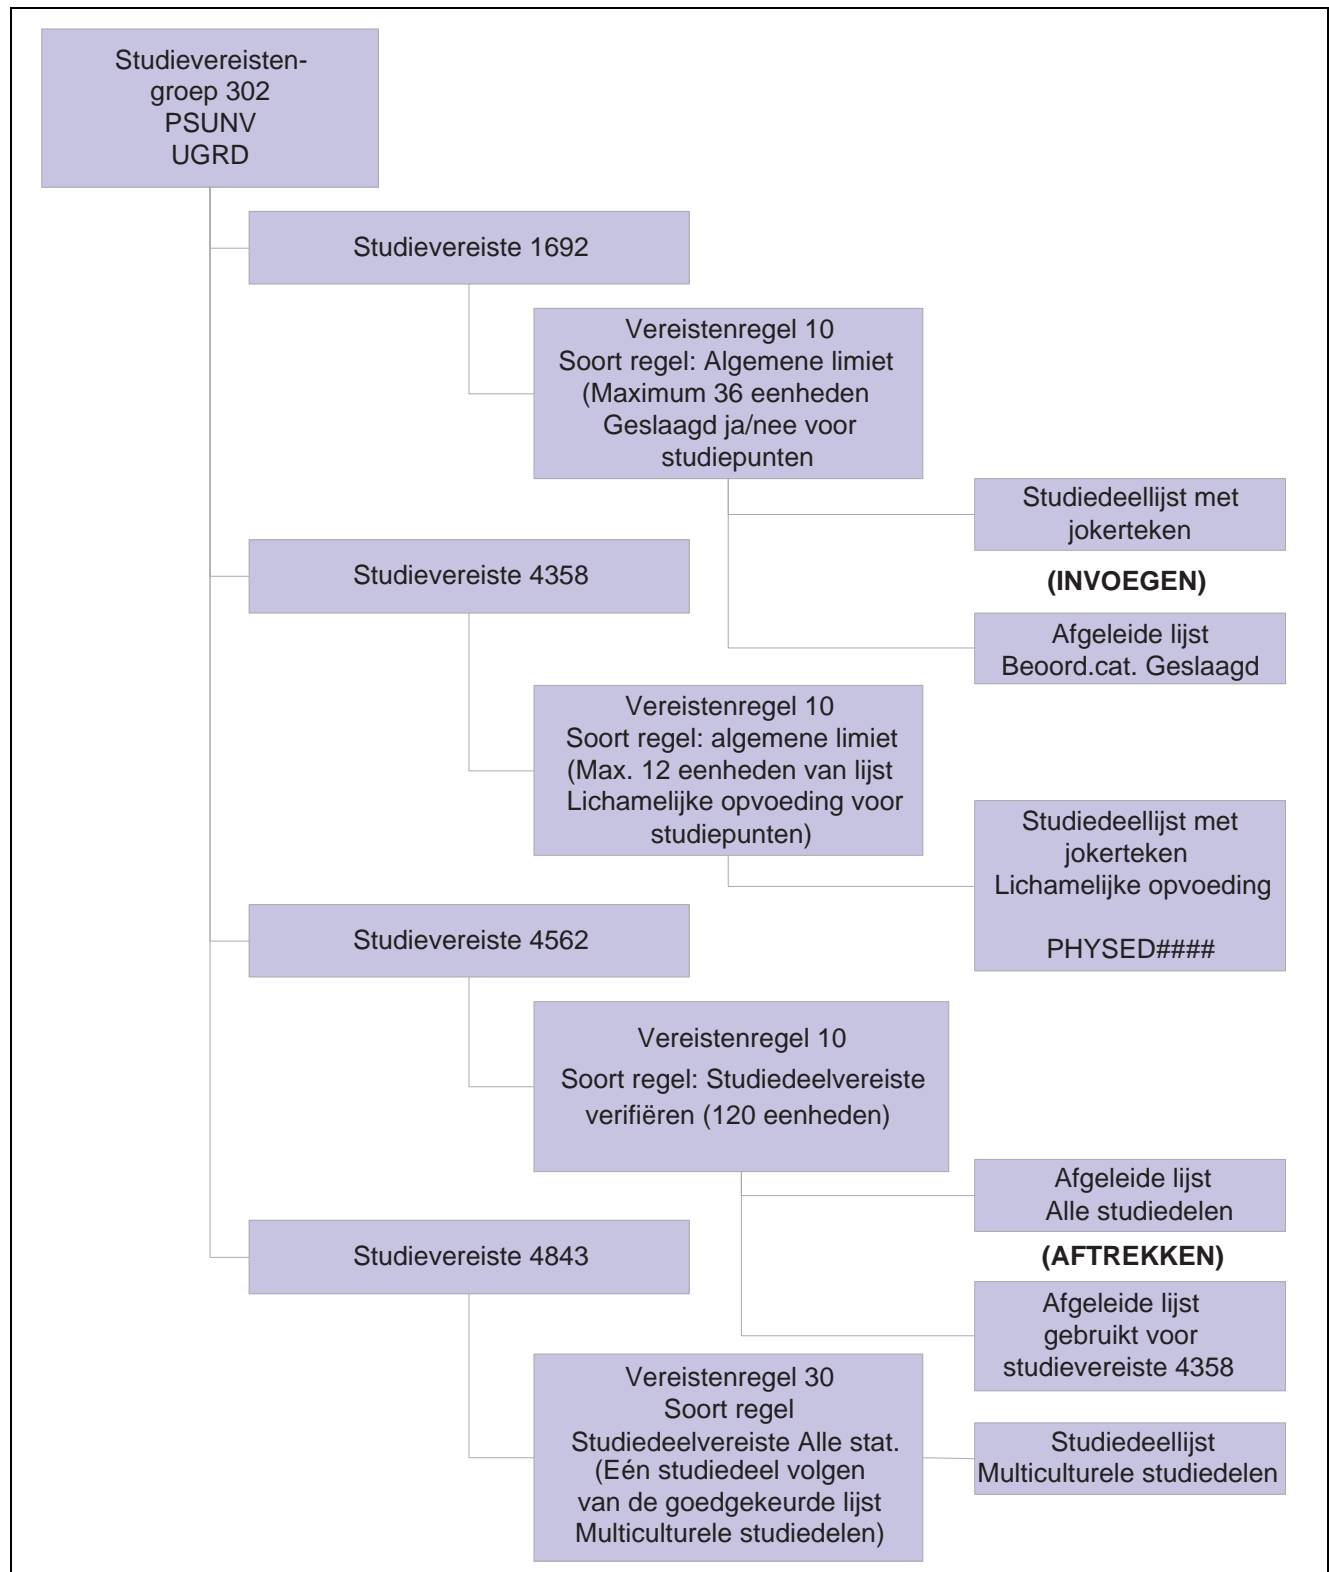 Studievereisten-
groep 302
PSUNV
UGRD
Studievereiste 1692
Vereistenregel 10
Soort regel: Algemene limiet
(Maximum 36 eenheden
Geslaagd ja/nee voor
studiepunten
Studiedeellijst met
jokerteken
(INVOEGEN)
Afgeleide lijst
Beoord.cat. Geslaagd
Studievereiste 4358
Vereistenregel 10
Soort regel: algemene limiet
(Max. 12 eenheden van lijst
Lichamelijke opvoeding voor
studiepunten)
Studiedeellijst met
jokerteken
Lichamelijke opvoeding
PHYSED####
Studievereiste 4562
Vereistenregel 10
Soort regel: Studiedeelvereiste
verifiëren (120 eenheden)
Afgeleide lijst
Alle studiedelen
(AFTREKKEN)
Afgeleide lijst
gebruikt voor
studievereiste 4358
Studievereiste 4843
Vereistenregel 30
Soort regel
Studiedeelvereiste Alle stat.
(Eén studiedeel volgen
van de goedgekeurde lijst
Multiculturele studiedelen)
Studiedeellijst
Multiculturele studiedelen